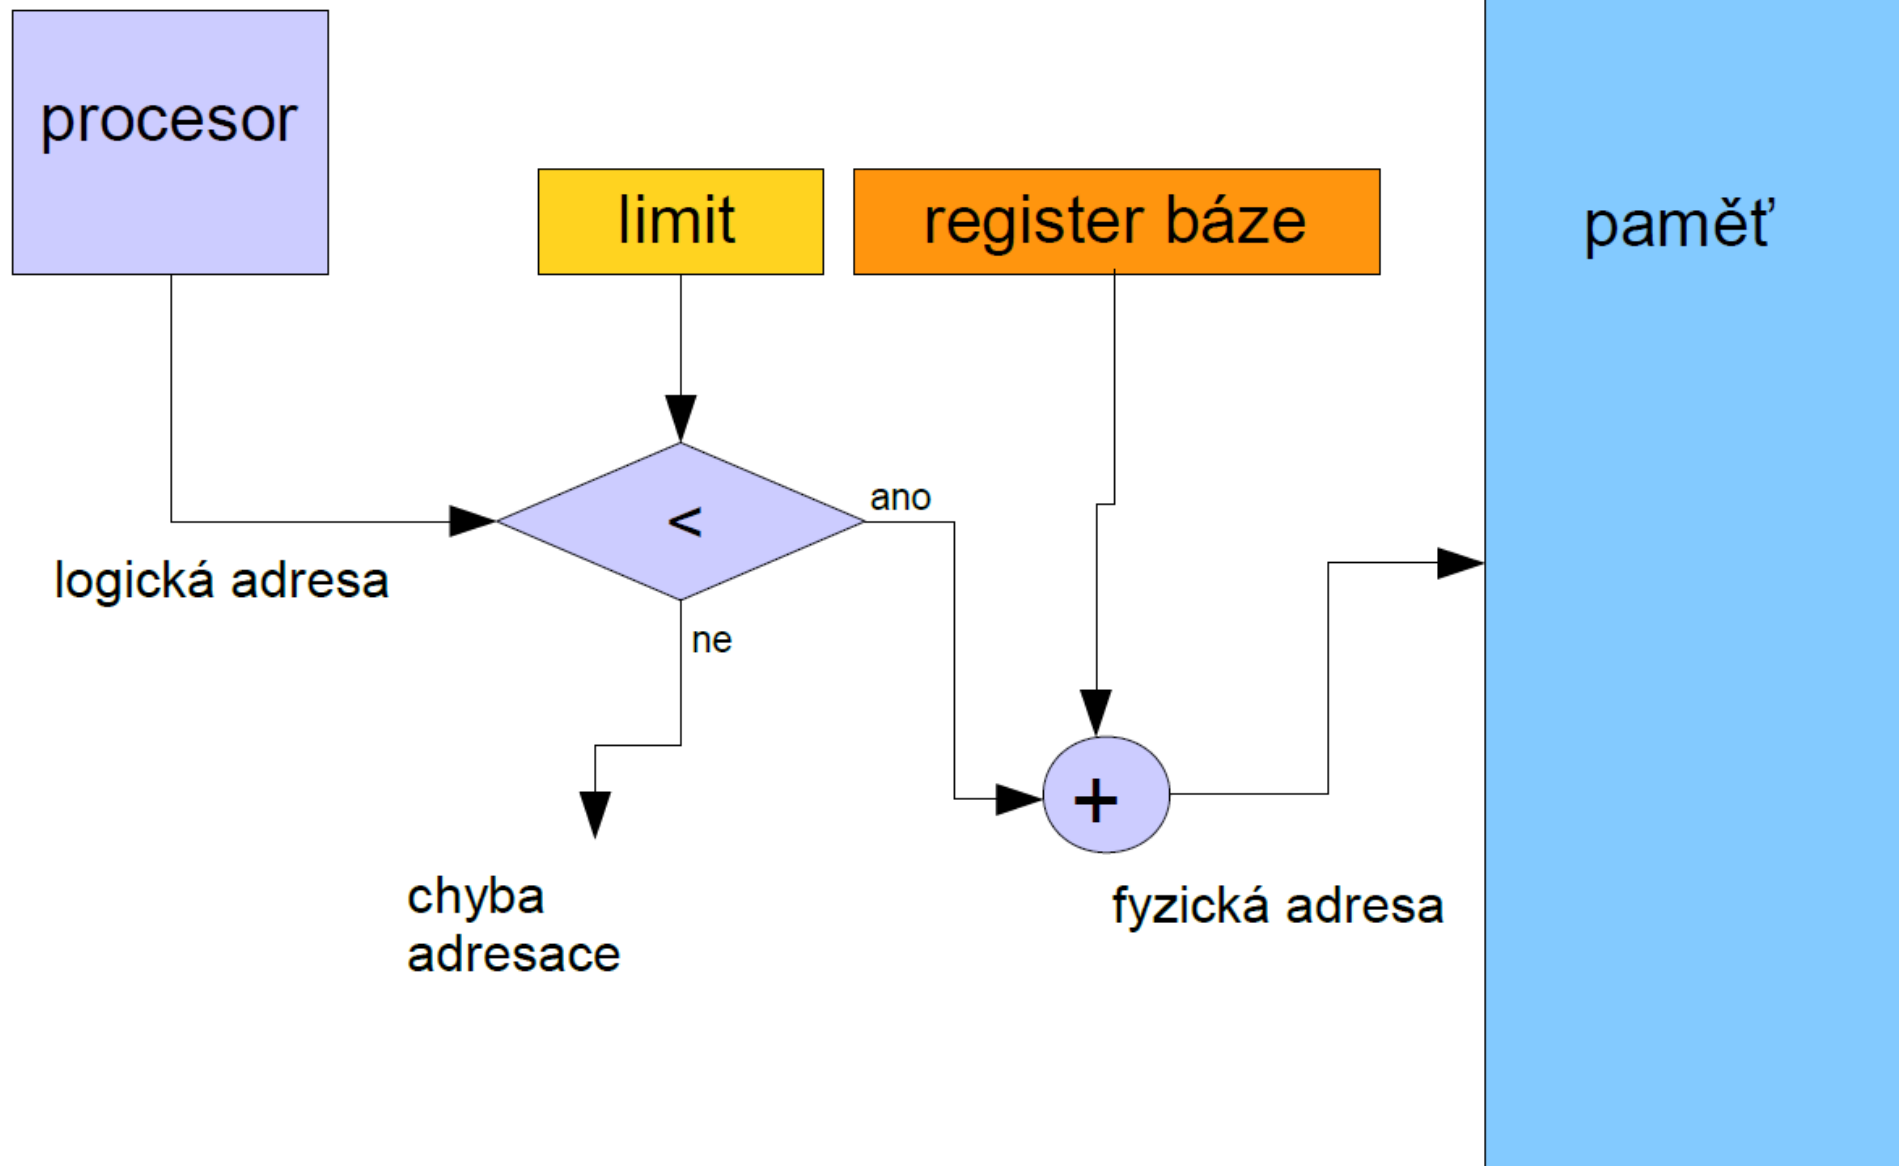 procesor
limit
register báze
paměť
<
ano
logická adresa
ne
+
chyba
adresace
fyzická adresa